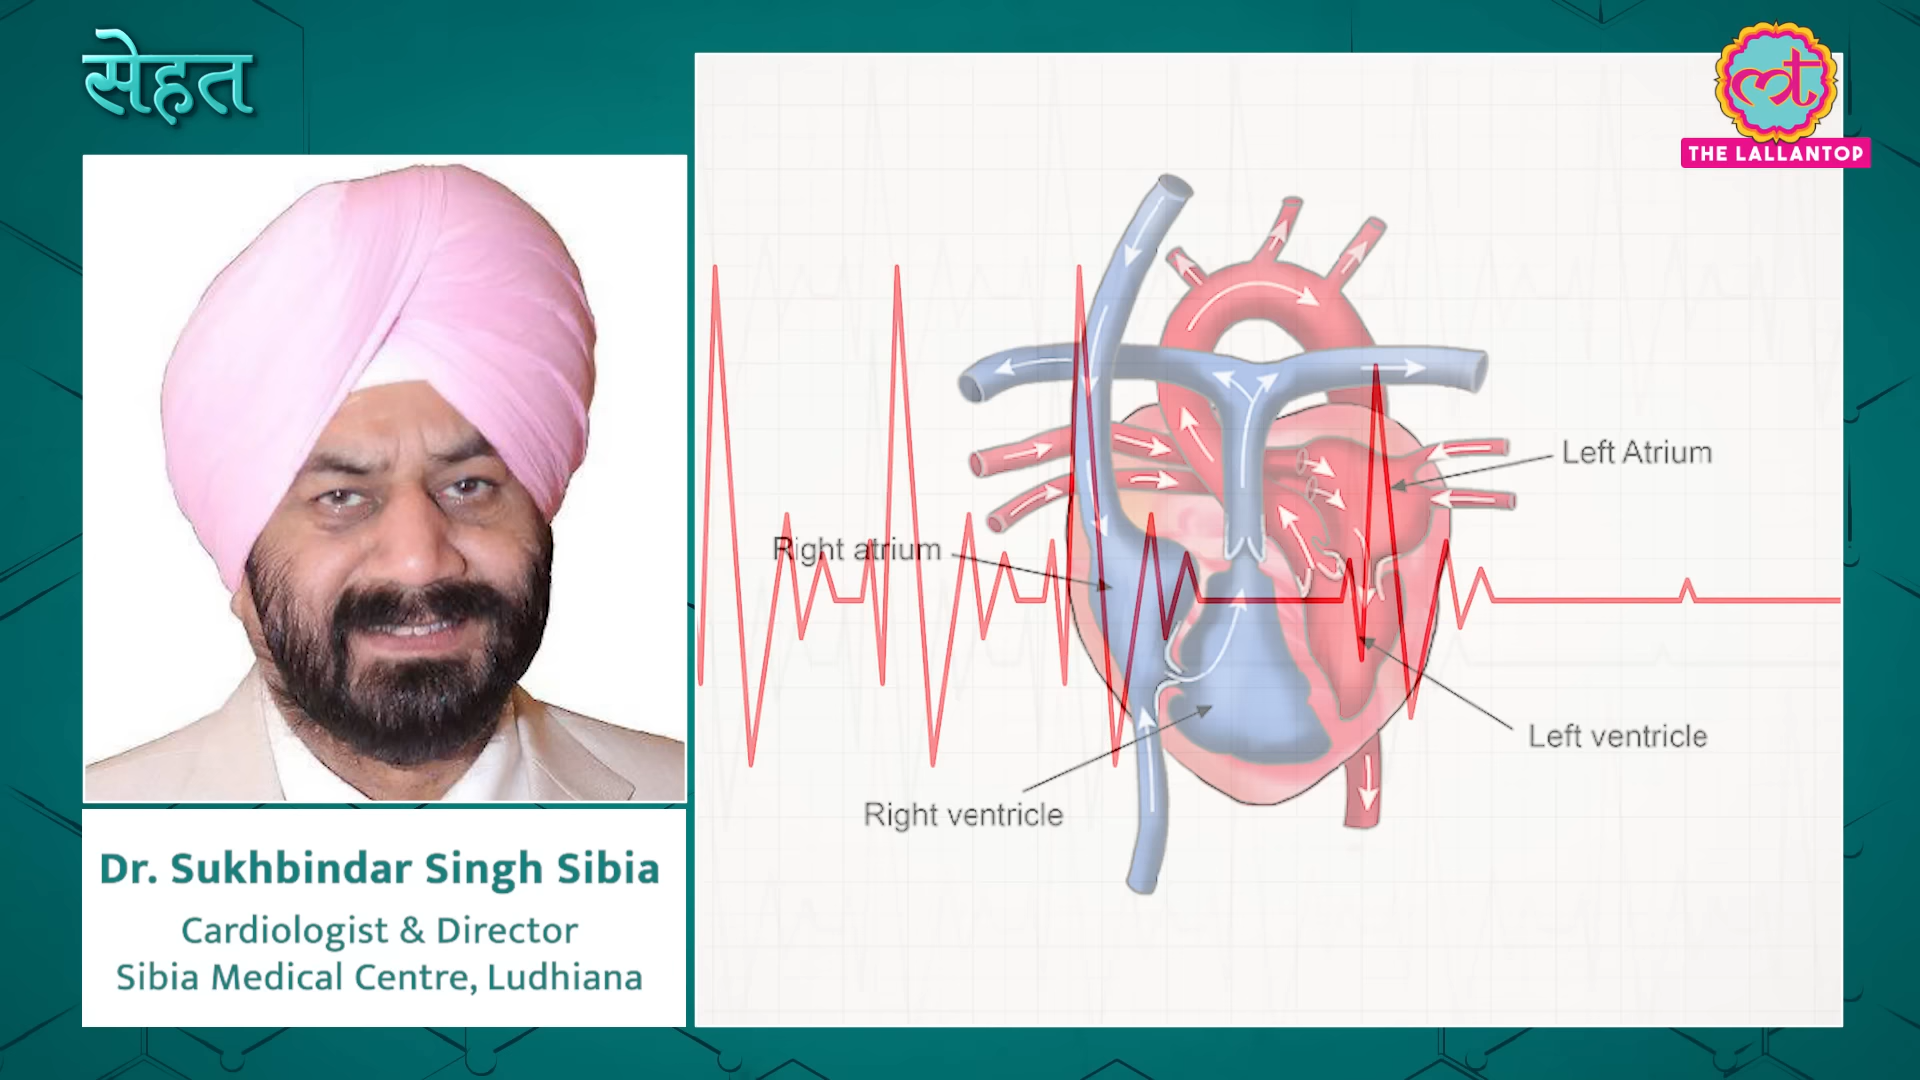 सेहत
mt
THE LALLANTOP
Left Atrium
Right atrium
Left ventricle
Right ventricle
Dr. Sukhbindar Singh Sibia
Cardiologist & Director
Sibia Medical Centre, Ludhiana